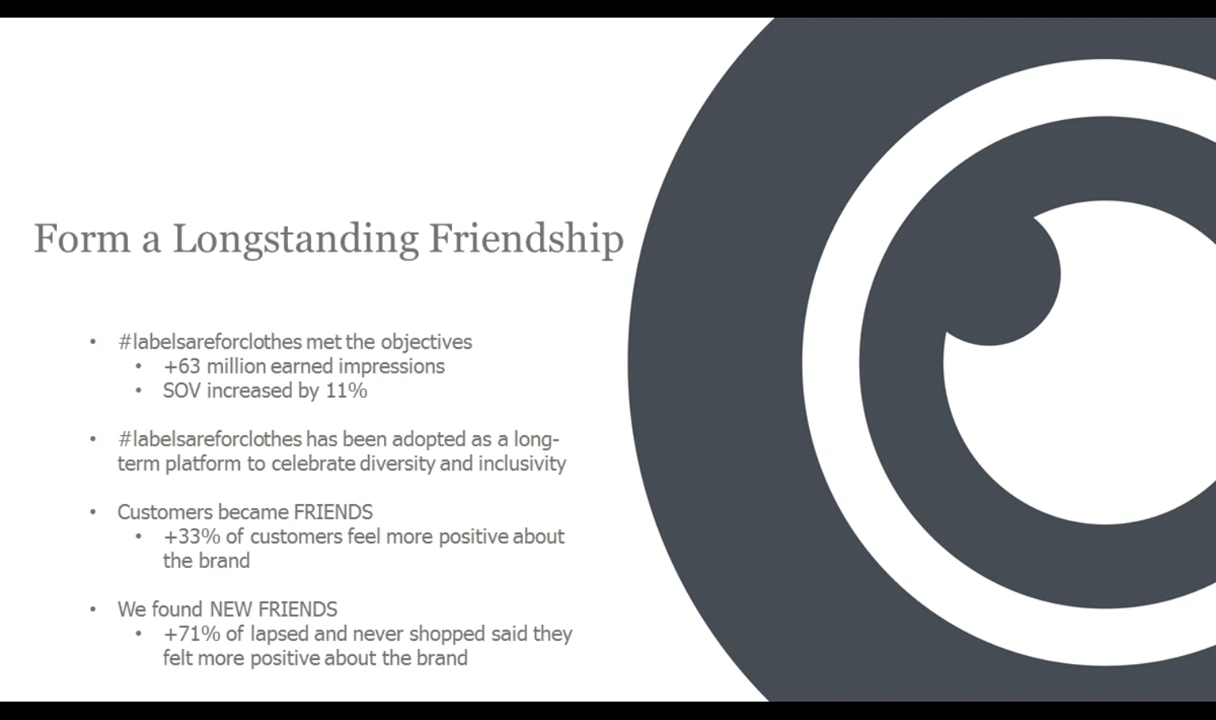 Form a Longstanding Friendship
• #labelsareforclothes met the objectives
• +63 million earned impressions
• SOV increased by 11%
• #labelsareforclothes has been adopted as a long-
term platform to celebrate diversity and inclusivity
• Customers became FRIENDS
• +33% of customers feel more positive about
the brand
• We found NEW FRIENDS
• +71% of lapsed and never shopped said they
felt more positive about the brand